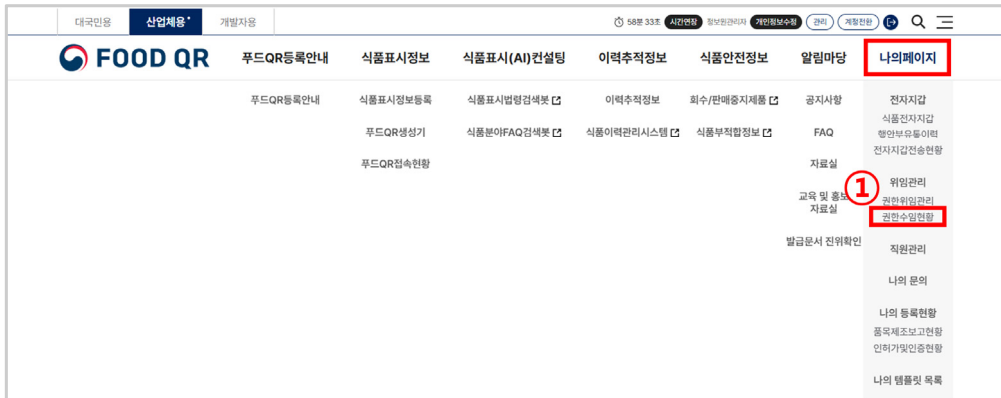 대국민용 산업체용 개발자용 58분 33초 시간연장 정보원관리자 개인정보수정 관리 계정전환
FOOD QR 푸드QR등록안내 식품표시정보 식품표시(AI)컨설팅 이력추적정보 식품안전정보 알림마당 나의페이지
푸드QR등록안내 식품표시정보등록 식품표시법령검색봇 이력추적정보 회수/판매중지제품 공지사항 전자지갑
식품전자지갑
푸드QR생성기 식품분야FAQ검색봇 식품이력관리시스템 식품부적합정보 FAQ 행안부유통이력
전자지갑전송현황
푸드QR접속현황 자료실
① 위임관리
교육 및 홍보 권한위임관리
자료실 권한수임현황
발급문서 진위확인 직원관리
나의 문의
나의 등록현황
품목제조보고현황
인허가및인증현황
나의 템플릿 목록